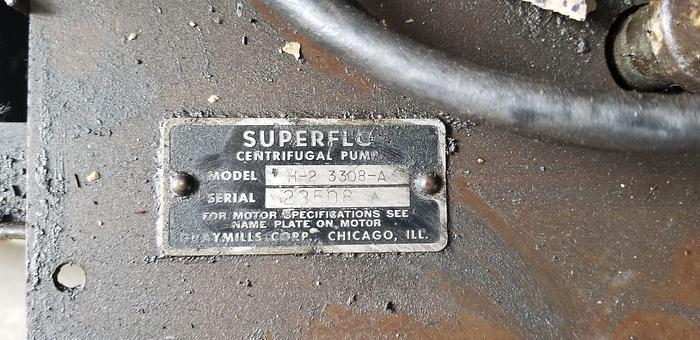 SUPERFLO
CENTRIFUGAL PUMP
MODEL H-2 3308-A
SERIAL 23508 A
FOR MOTOR SPECIFICATIONS SEE
NAME PLATE ON MOTOR
GRAYMILLS CORP. CHICAGO, ILL.